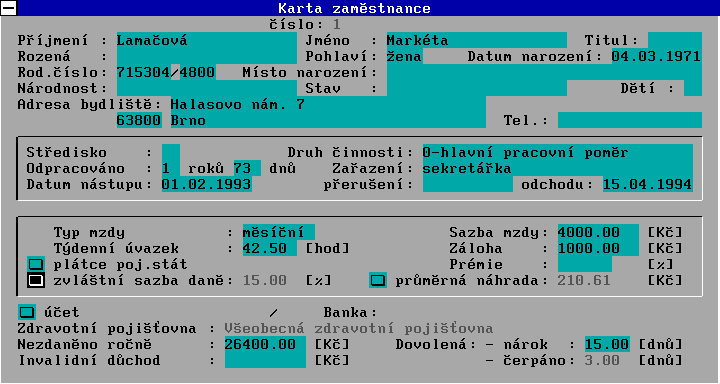 Karta zaměstnance
číslo: 1
Příjmení : Lamačová Jméno : Markéta Titul:
Rozená : Pohlaví: žena Datum narození: 04.03.1971
Rod.číslo: 715304/4800 Místo narození:
Národnost: Stav : Dětí :
Adresa bydliště: Halasovo nám. 7
63800 Brno Tel.:
Středisko : Druh činnosti: 0-hlavní pracovní poměr
Odpracováno : 1 roků 73 dnů Zařazení: sekretářka
Datum nástupu: 01.02.1993 přerušení: odchodu: 15.04.1994
Typ mzdy : měsíční Sazba mzdy: 4000.00 [Kč]
Týdenní úvazek : 42.50 [hod] Záloha : 1000.00 [Kč]
plátce poj.stát Prémie : [%]
zvláštní sazba daně: 15.00 [%] průměrná náhrada: 210.61 [Kč]
účet / Banka:
Zdravotní pojišťovna : Všeobecná zdravotní pojišťovna
Nezdaněno ročně : 26400.00 [Kč] Dovolená: - nárok : 15.00 [dnů]
Invalidní důchod : [Kč] - čerpáno: 3.00 [dnů]